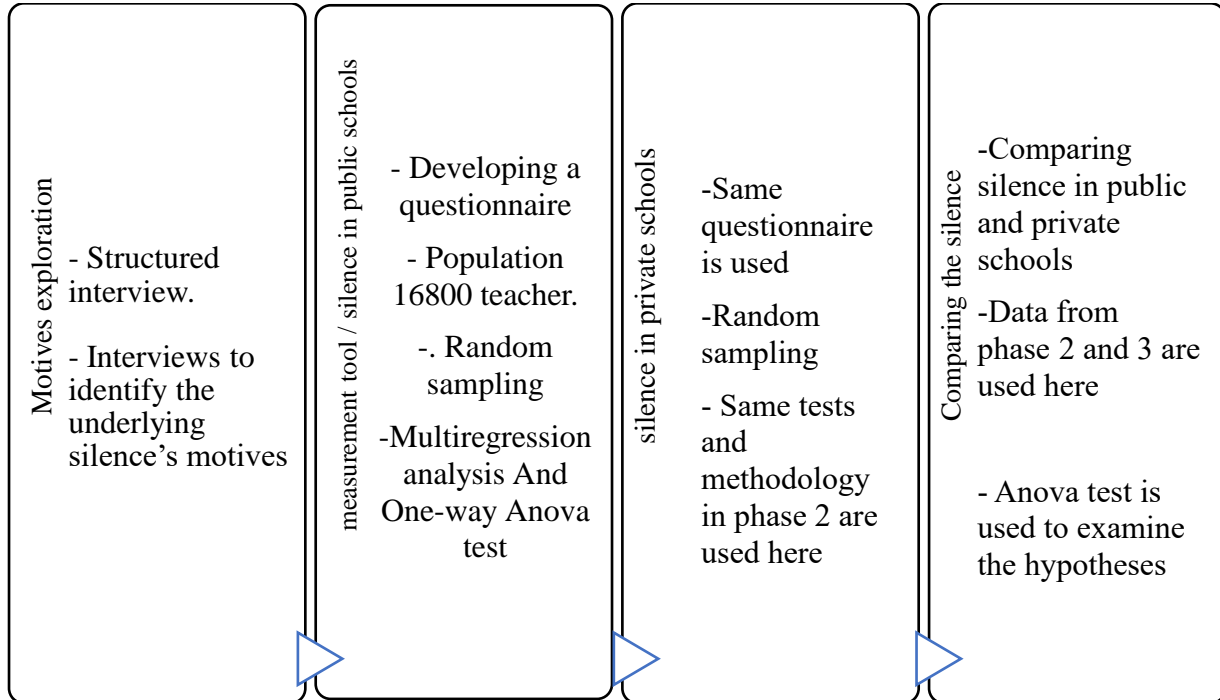 Motives exploration
- Structured
interview.
- Interviews to
identify the
underlying
silence’s motives
measurement tool / silence in public schools
- Developing a
questionnaire
- Population
16800 teacher.
-. Random
sampling
-Multiregression
analysis And
One-way Anova
test
silence in private schools
-Same
questionnaire
is used
-Random
sampling
- Same tests
and
methodology
in phase 2 are
used here
Comparing the silence
-Comparing
silence in public
and private
schools
-Data from
phase 2 and 3 are
used here
- Anova test is
used to examine
the hypotheses